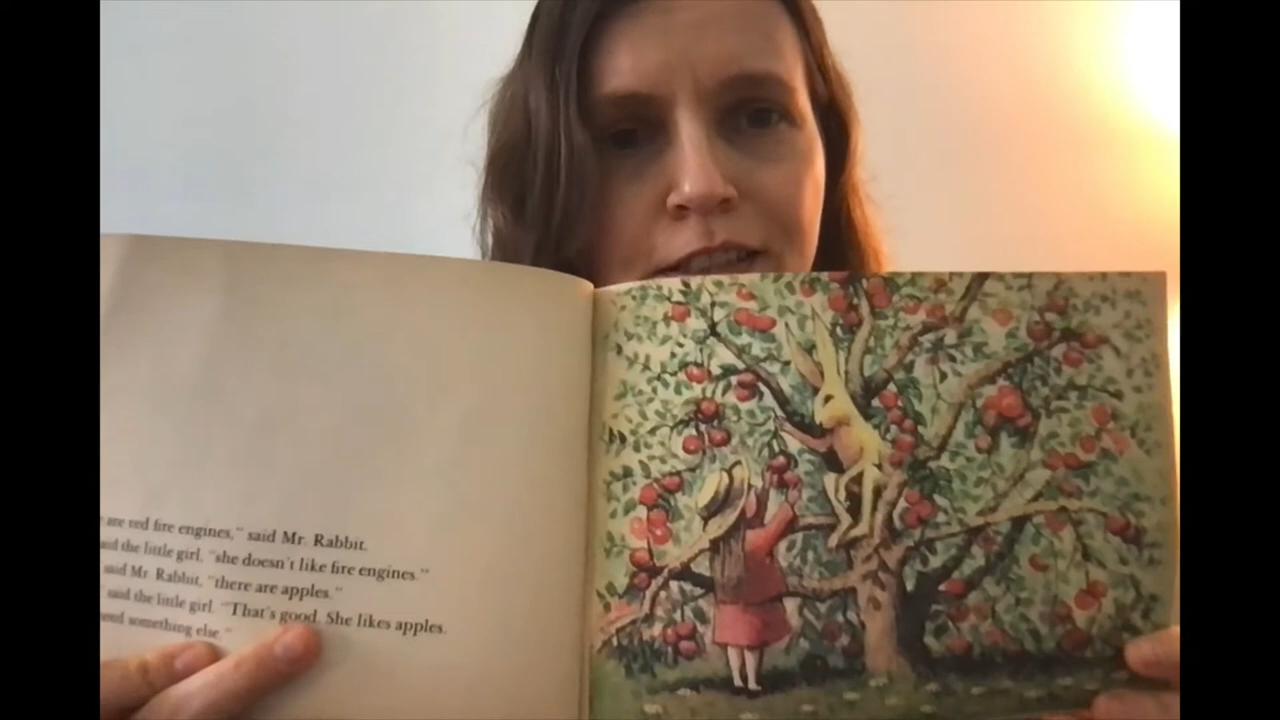 are red fire engines," said Mr. Rabbit.
the little girl, "she doesn't like fire engines."
said Mr. Rabbit, "there are apples."
said the little girl. "That's good. She likes apples.
something else."